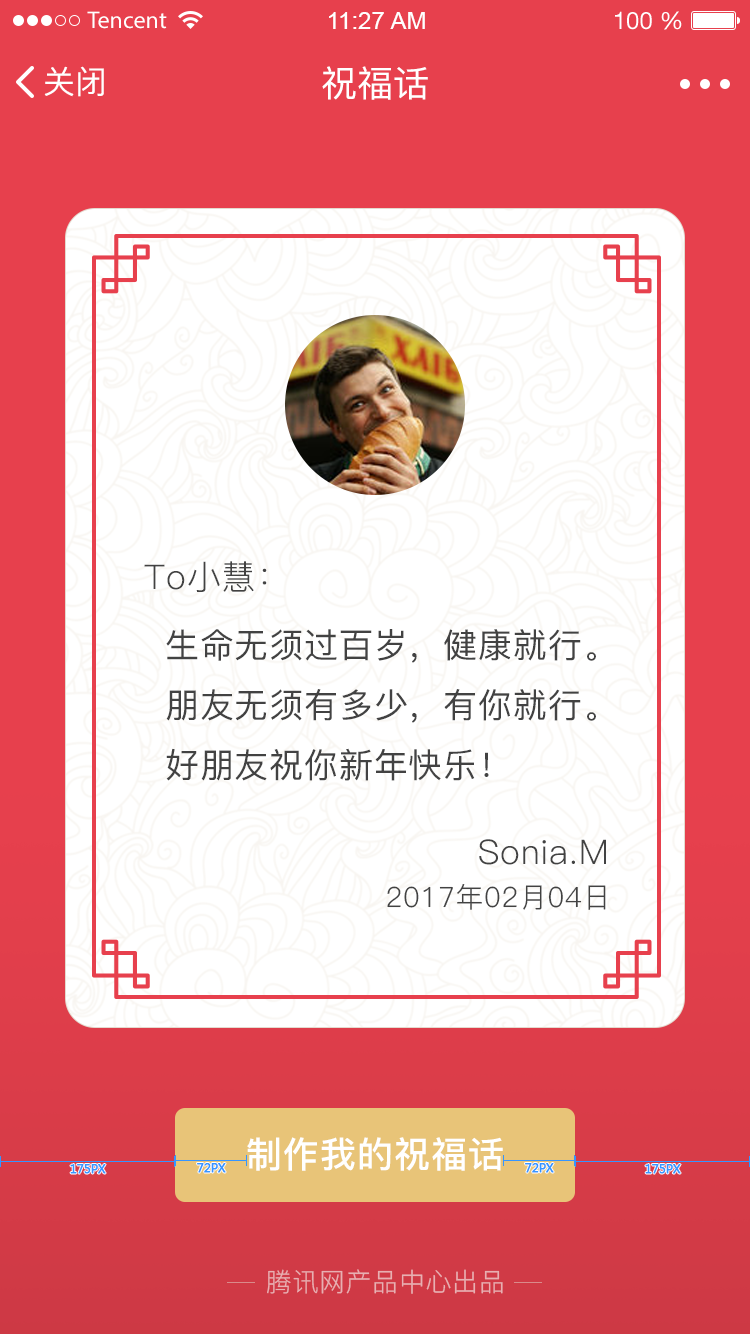 Tencent 11:27 AM 100 %
关闭 祝福话
ХЛІБ
To小慧：
生命无须过百岁，健康就行。
朋友无须有多少，有你就行。
好朋友祝你新年快乐！
Sonia.M
2017年02月04日
制作我的祝福话
175PX 72PX 72PX 175PX
腾讯网产品中心出品